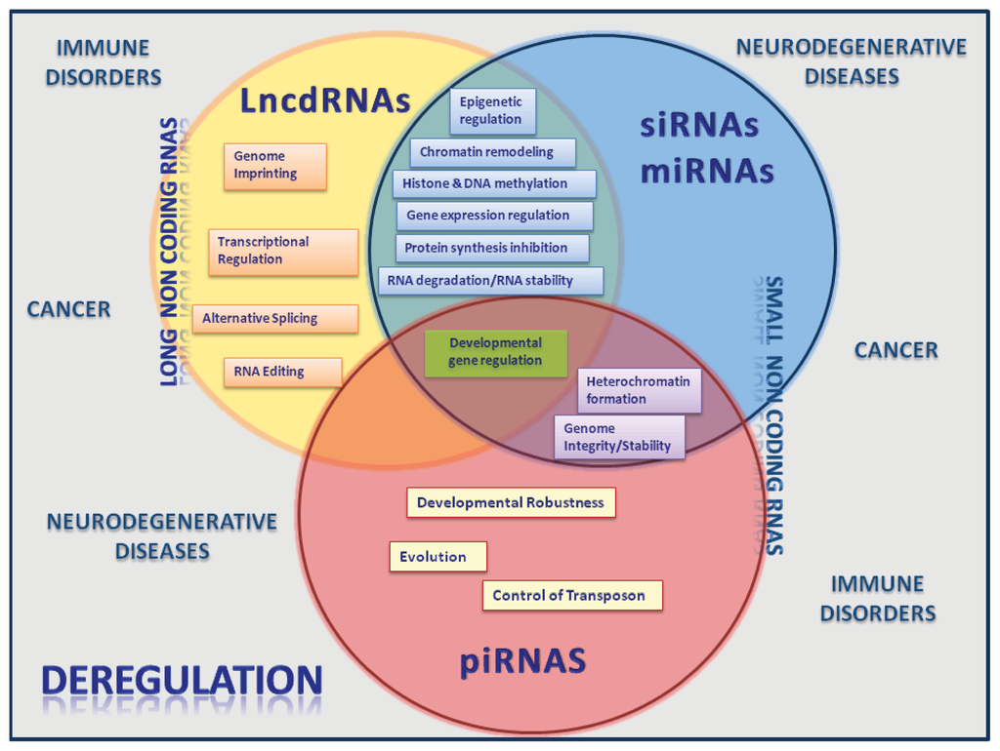 IMMUNE
DISORDERS
NEURODEGENERATIVE
DISEASES
LncdRNAs
siRNAs
miRNAs
LONG NON CODING RNAS
Epigenetic
regulation
Chromatin remodeling
Histone & DNA methylation
Gene expression regulation
Protein synthesis inhibition
RNA degradation/RNA stability
Genome
Imprinting
Transcriptional
Regulation
Alternative Splicing
RNA Editing
CANCER
SMALL NON CODING RNAS
CANCER
Developmental
gene regulation
Heterochromatin
formation
Genome
Integrity/Stability
Developmental Robustness
Evolution
Control of Transposon
piRNAS
NEURODEGENERATIVE
DISEASES
IMMUNE
DISORDERS
DEREGULATION